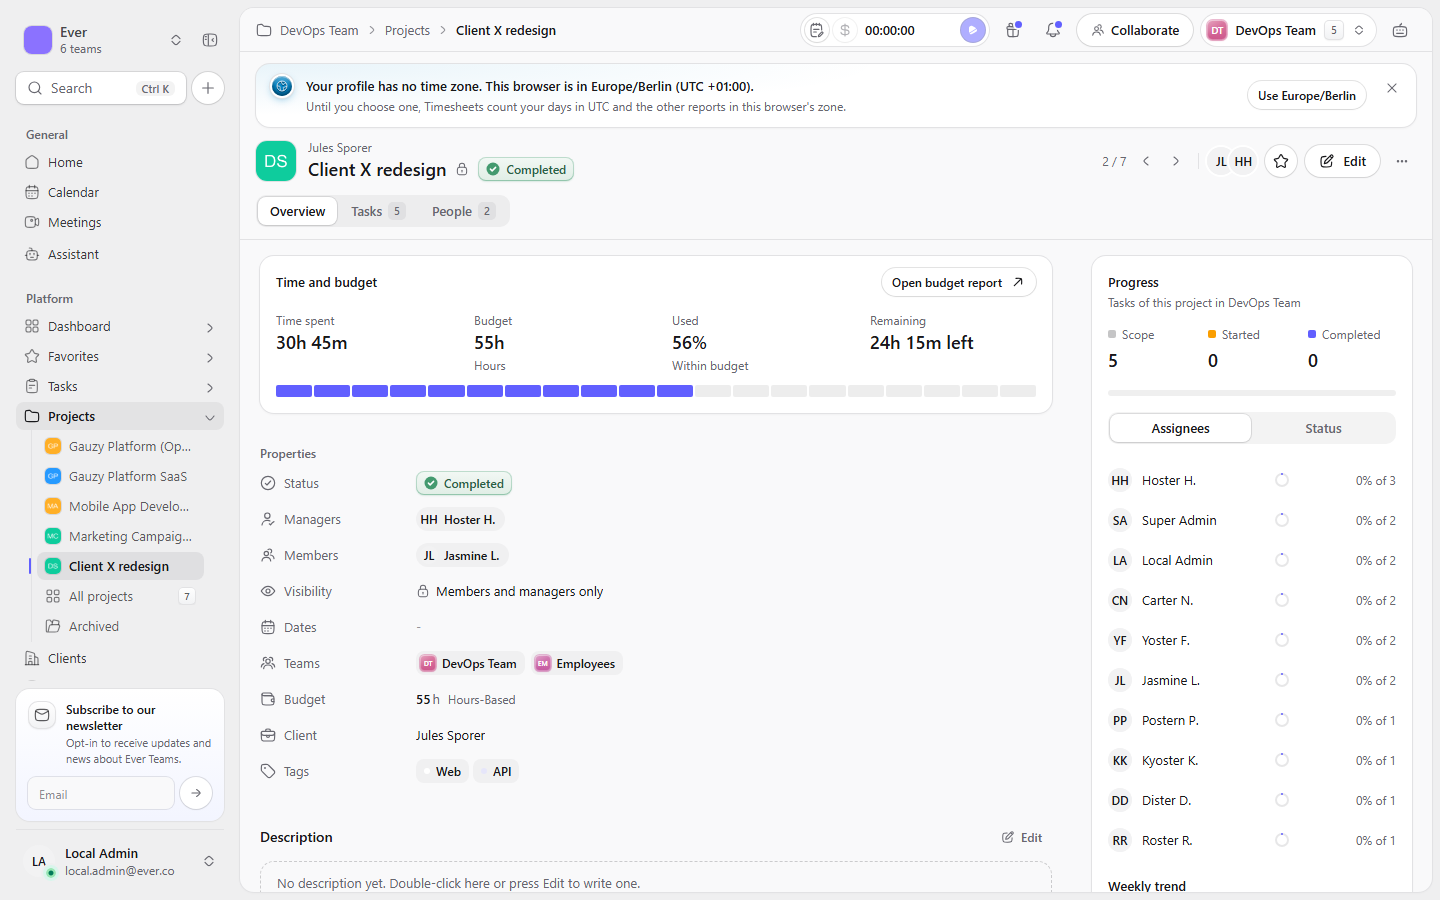 Ever
6 teams
Search
Ctrl K
General
Home
Calendar
Meetings
Assistant
Platform
Dashboard
Favorites
Tasks
Projects
GP Gauzy Platform (Op...
GP Gauzy Platform SaaS
MA Mobile App Develo...
MC Marketing Campaig...
DS Client X redesign
All projects 7
Archived
Clients
Subscribe to our
newsletter
Opt-in to receive updates and
news about Ever Teams.
Email
LA
Local Admin
local.admin@ever.co
DevOps Team > Projects > Client X redesign
00:00:00
Collaborate
DT DevOps Team 5
Your profile has no time zone. This browser is in Europe/Berlin (UTC +01:00).
Until you choose one, Timesheets count your days in UTC and the other reports in this browser's zone.
Use Europe/Berlin
DS
Jules Sporer
Client X redesign
Completed
2 / 7
JL HH
Edit
Overview
Tasks 5
People 2
Time and budget
Open budget report
Time spent
30h 45m
Budget
55h
Hours
Used
56%
Within budget
Remaining
24h 15m left
Properties
Status Completed
Managers HH Hoster H.
Members JL Jasmine L.
Visibility Members and managers only
Dates -
Teams DT DevOps Team EM Employees
Budget 55 h Hours-Based
Client Jules Sporer
Tags Web API
Description
Edit
No description yet. Double-click here or press Edit to write one.
Progress
Tasks of this project in DevOps Team
Scope
5
Started
0
Completed
0
Assignees
Status
HH Hoster H. 0% of 3
SA Super Admin 0% of 2
LA Local Admin 0% of 2
CN Carter N. 0% of 2
YF Yoster F. 0% of 2
JL Jasmine L. 0% of 2
PP Postern P. 0% of 1
KK Kyoster K. 0% of 1
DD Dister D. 0% of 1
RR Roster R. 0% of 1
Weekly trend